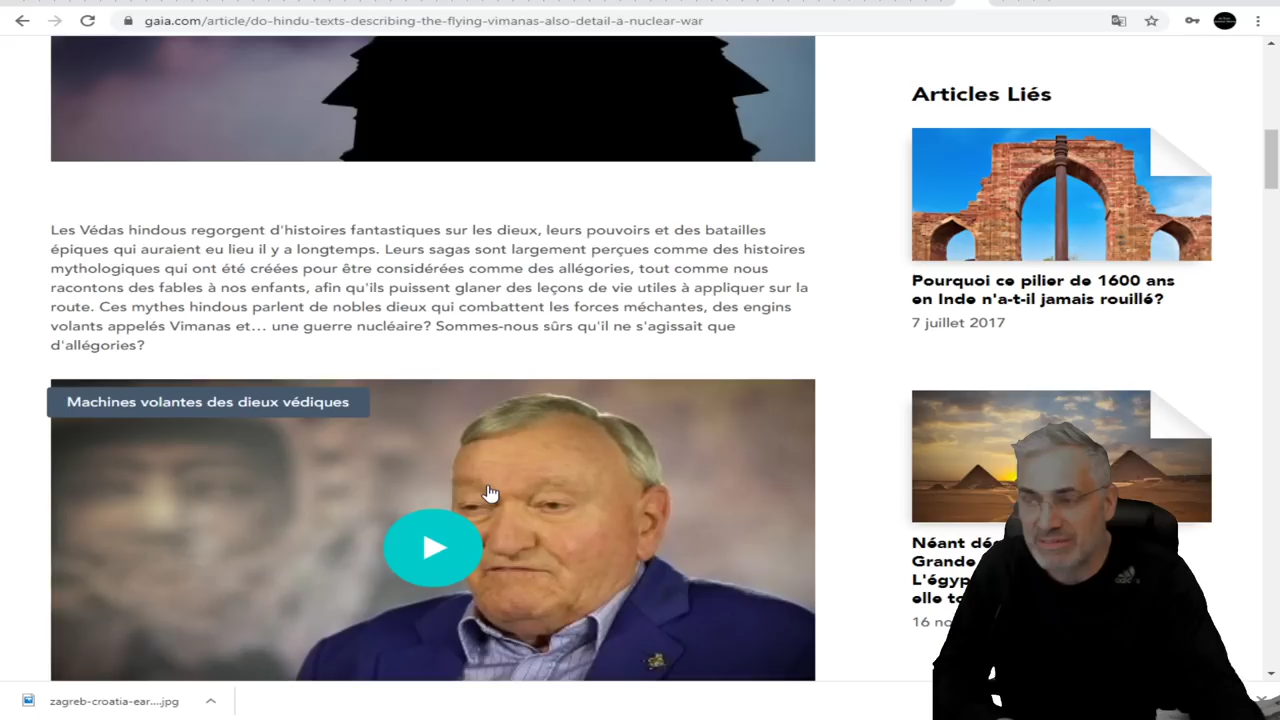 gaia.com/article/do-hindu-texts-describing-the-flying-vimanas-also-detail-a-nuclear-war
Les Védas hindous regorgent d'histoires fantastiques sur les dieux, leurs pouvoirs et des batailles
épiques qui auraient eu lieu il y a longtemps. Leurs sagas sont largement perçues comme des histoires
mythologiques qui ont été créées pour être considérées comme des allégories, tout comme nous
racontons des fables à nos enfants, afin qu'ils puissent glaner des leçons de vie utiles à appliquer sur la
route. Ces mythes hindous parlent de nobles dieux qui combattent les forces méchantes, des engins
volants appelés Vimanas et... une guerre nucléaire? Sommes-nous sûrs qu'il ne s'agissait que
d'allégories?
Machines volantes des dieux védiques
Articles Liés
Pourquoi ce pilier de 1600 ans
en Inde n'a-t-il jamais rouillé?
7 juillet 2017
Néant
Grande
elle
16
adidas
zagreb-croatia-ear....jpg